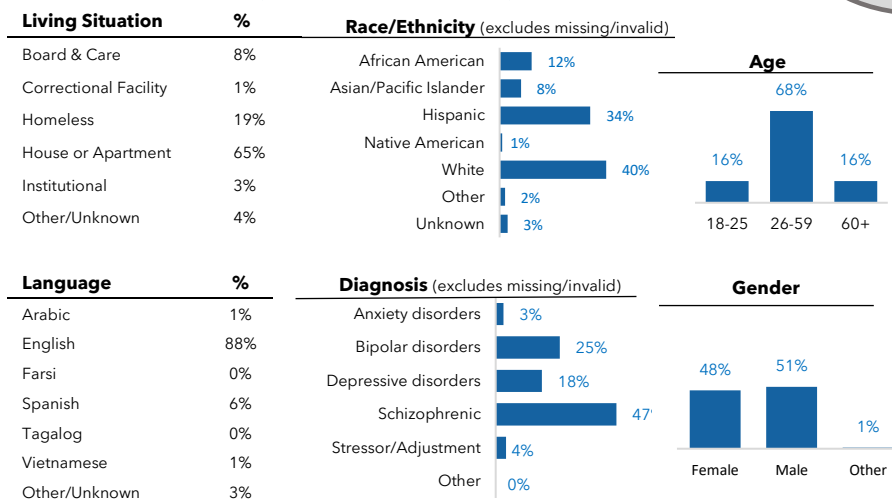 Living Situation %
Board & Care 8%
Correctional Facility 1%
Homeless 19%
House or Apartment 65%
Institutional 3%
Other/Unknown 4%
Race/Ethnicity (excludes missing/invalid)
African American 12%
Asian/Pacific Islander 8%
Hispanic 34%
Native American 1%
White 40%
Other 2%
Unknown 3%
Age
68%
16% 16%
18-25 26-59 60+
Language %
Arabic 1%
English 88%
Farsi 0%
Spanish 6%
Tagalog 0%
Vietnamese 1%
Other/Unknown 3%
Diagnosis (excludes missing/invalid)
Anxiety disorders 3%
Bipolar disorders 25%
Depressive disorders 18%
Schizophrenic 47
Stressor/Adjustment 4%
Other 0%
Gender
48% 51% 1%
Female Male Other